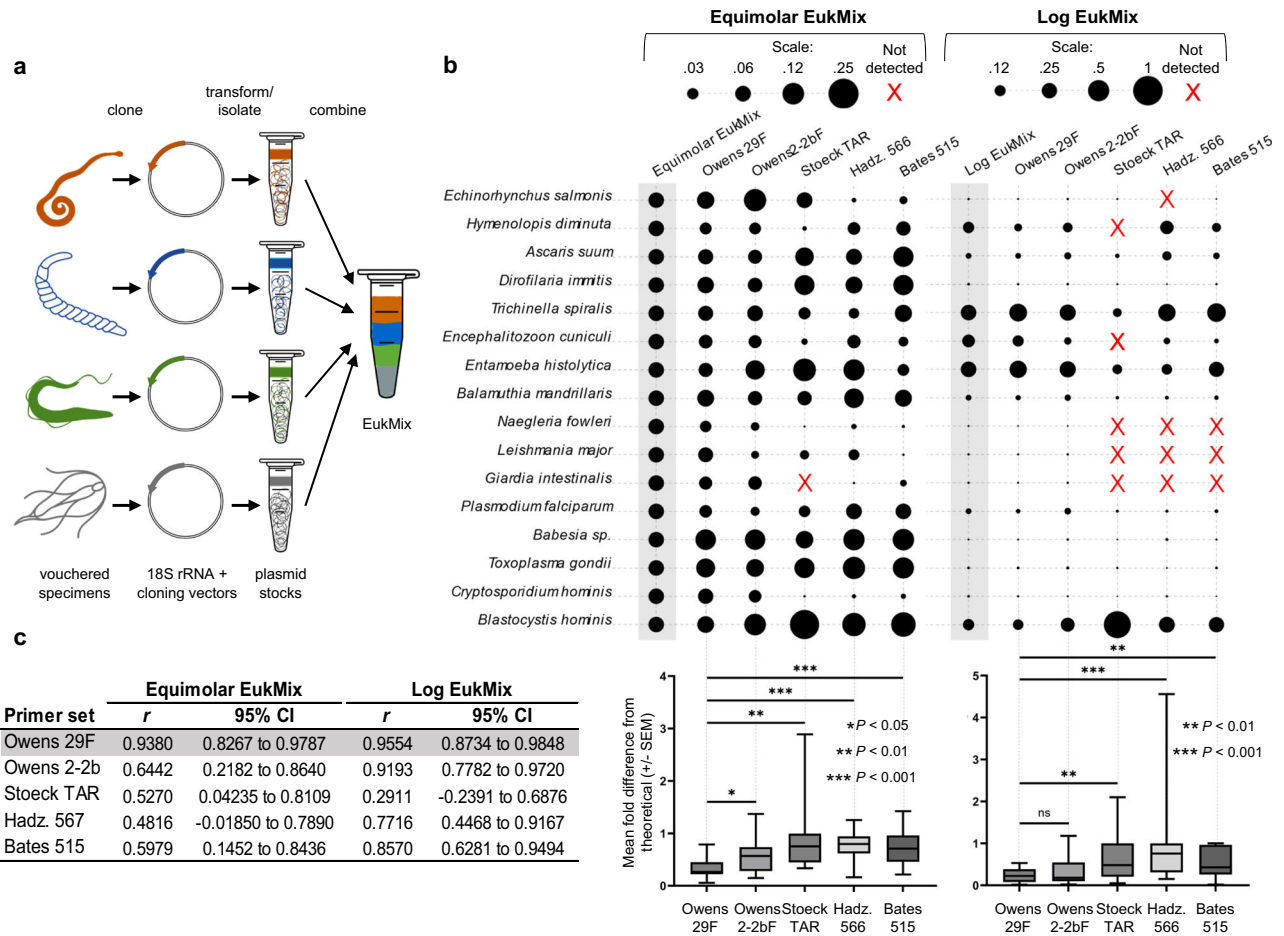 a
clone
transform/
isolate
combine
EukMix
vouchered
specimens
18S rRNA +
cloning vectors
plasmid
stocks
b
Equimolar EukMix
Scale:
.03 .06 .12 .25
Not
detected
X
Log EukMix
Scale:
.12 .25 .5 1
Not
detected
X
Equimolar EukMix
Owens 29F
Owens2-2bF
Stoeck TAR
Hadz. 566
Bates 515
Log EukMix
Owens 29F
Owens 2-2bF
Stoeck TAR
Hadz. 566
Bates 515
Echinorhynchus salmonis X
Hymenolopis diminuta X
Ascaris suum
Dirofilaria immitis
Trichinella spiralis
Encephalitozoon cuniculi X
Entamoeba histolytica
Balamuthia mandrillaris
Naegleria fowleri X X X
Leishmania major X X X
Giardia intestinalis X X X X
Plasmodium falciparum
Babesia sp.
Toxoplasma gondii
Cryptosporidium hominis
Blastocystis hominis
c
Equimolar EukMix Log EukMix
Primer set r 95% CI r 95% CI
Owens 29F 0.9380 0.8267 to 0.9787 0.9554 0.8734 to 0.9848
Owens 2-2b 0.6442 0.2182 to 0.8640 0.9193 0.7782 to 0.9720
Stoeck TAR 0.5270 0.04235 to 0.8109 0.2911 -0.2391 to 0.6876
Hadz. 567 0.4816 -0.01850 to 0.7890 0.7716 0.4468 to 0.9167
Bates 515 0.5979 0.1452 to 0.8436 0.8570 0.6281 to 0.9494
Mean fold difference from
theoretical (+/- SEM)
4
3
2
1
0
***
***
**
*
* P < 0.05
** P < 0.01
*** P < 0.001
Owens
29F
Owens
2-2bF
Stoeck
TAR
Hadz.
566
Bates
515
5
4
3
2
1
0
**
***
**
ns
** P < 0.01
*** P < 0.001
Owens
29F
Owens
2-2bF
Stoeck
TAR
Hadz.
566
Bates
515